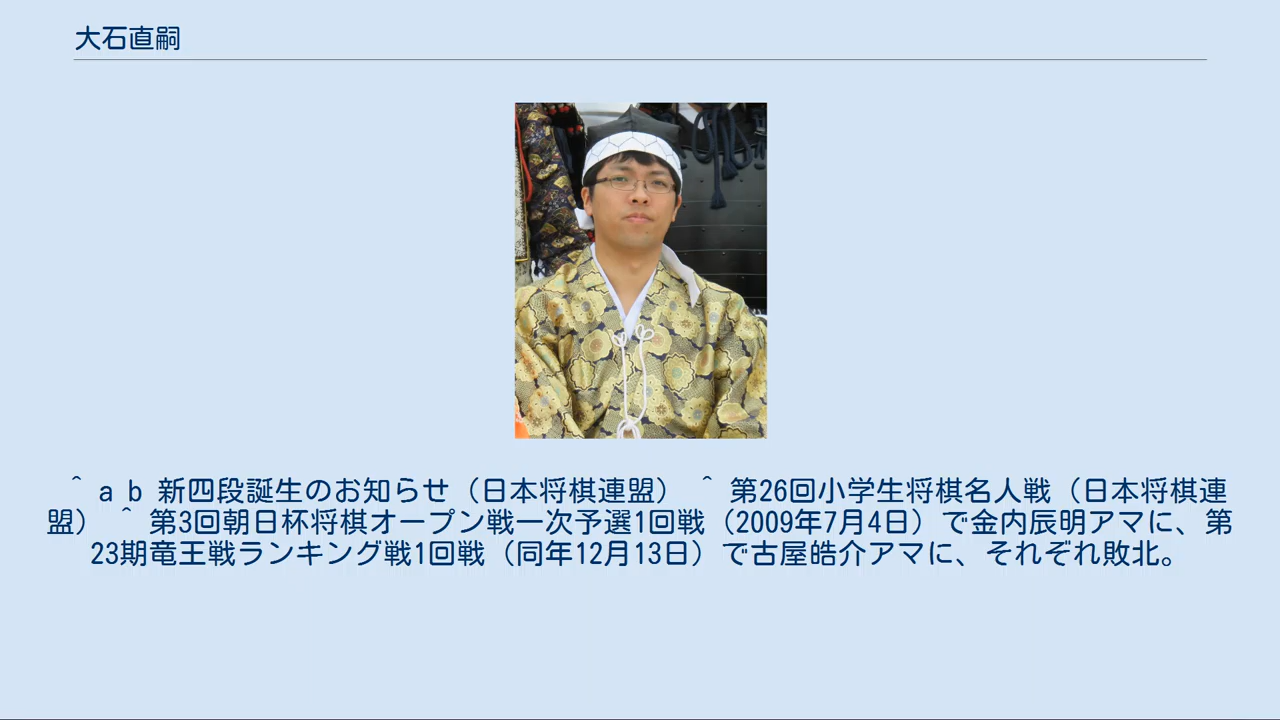 大石直嗣
^ a b 新四段誕生のお知らせ（日本将棋連盟） ^ 第26回小学生将棋名人戦（日本将棋連
盟） ^ 第3回朝日杯将棋オープン戦一次予選1回戦（2009年7月4日）で金内辰明アマに、第
23期竜王戦ランキング戦1回戦（同年12月13日）で古屋皓介アマに、それぞれ敗北。